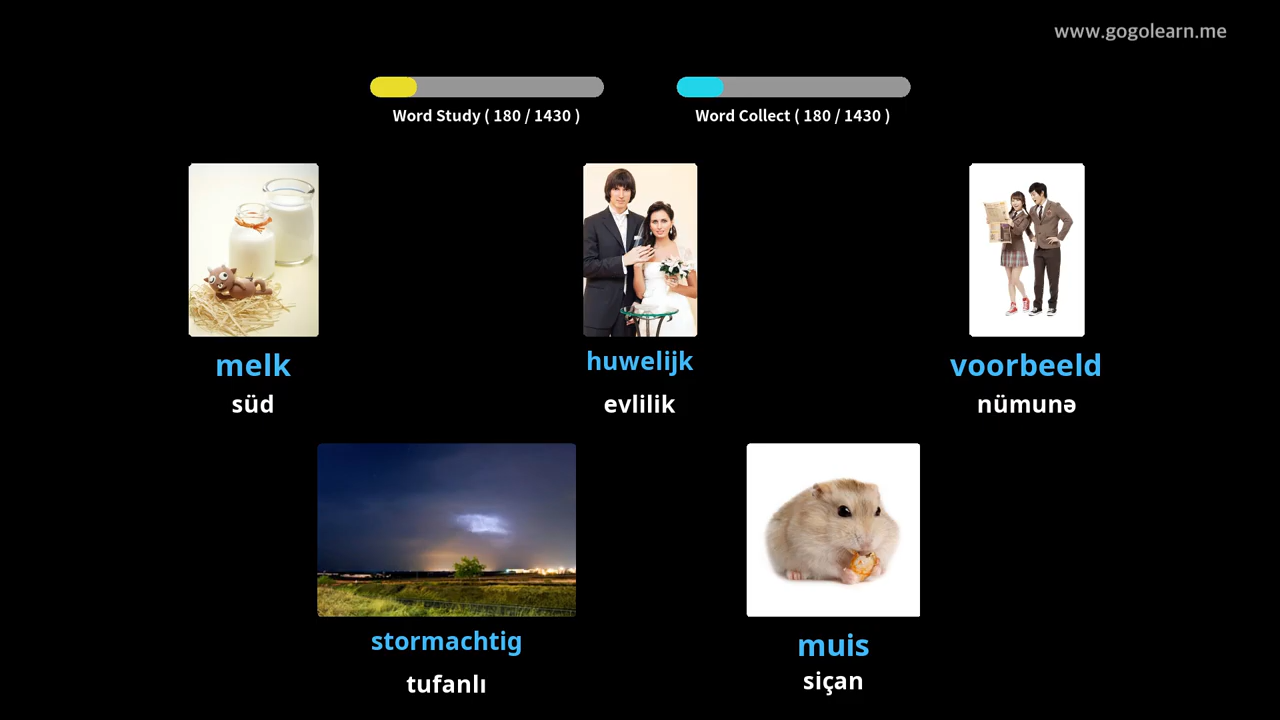 www.gogolearn.me
Word Study ( 180 / 1430 )
Word Collect ( 180 / 1430 )
melk
süd
huwelijk
evlilik
voorbeeld
nümunə
stormachtig
tufanlı
muis
siçan